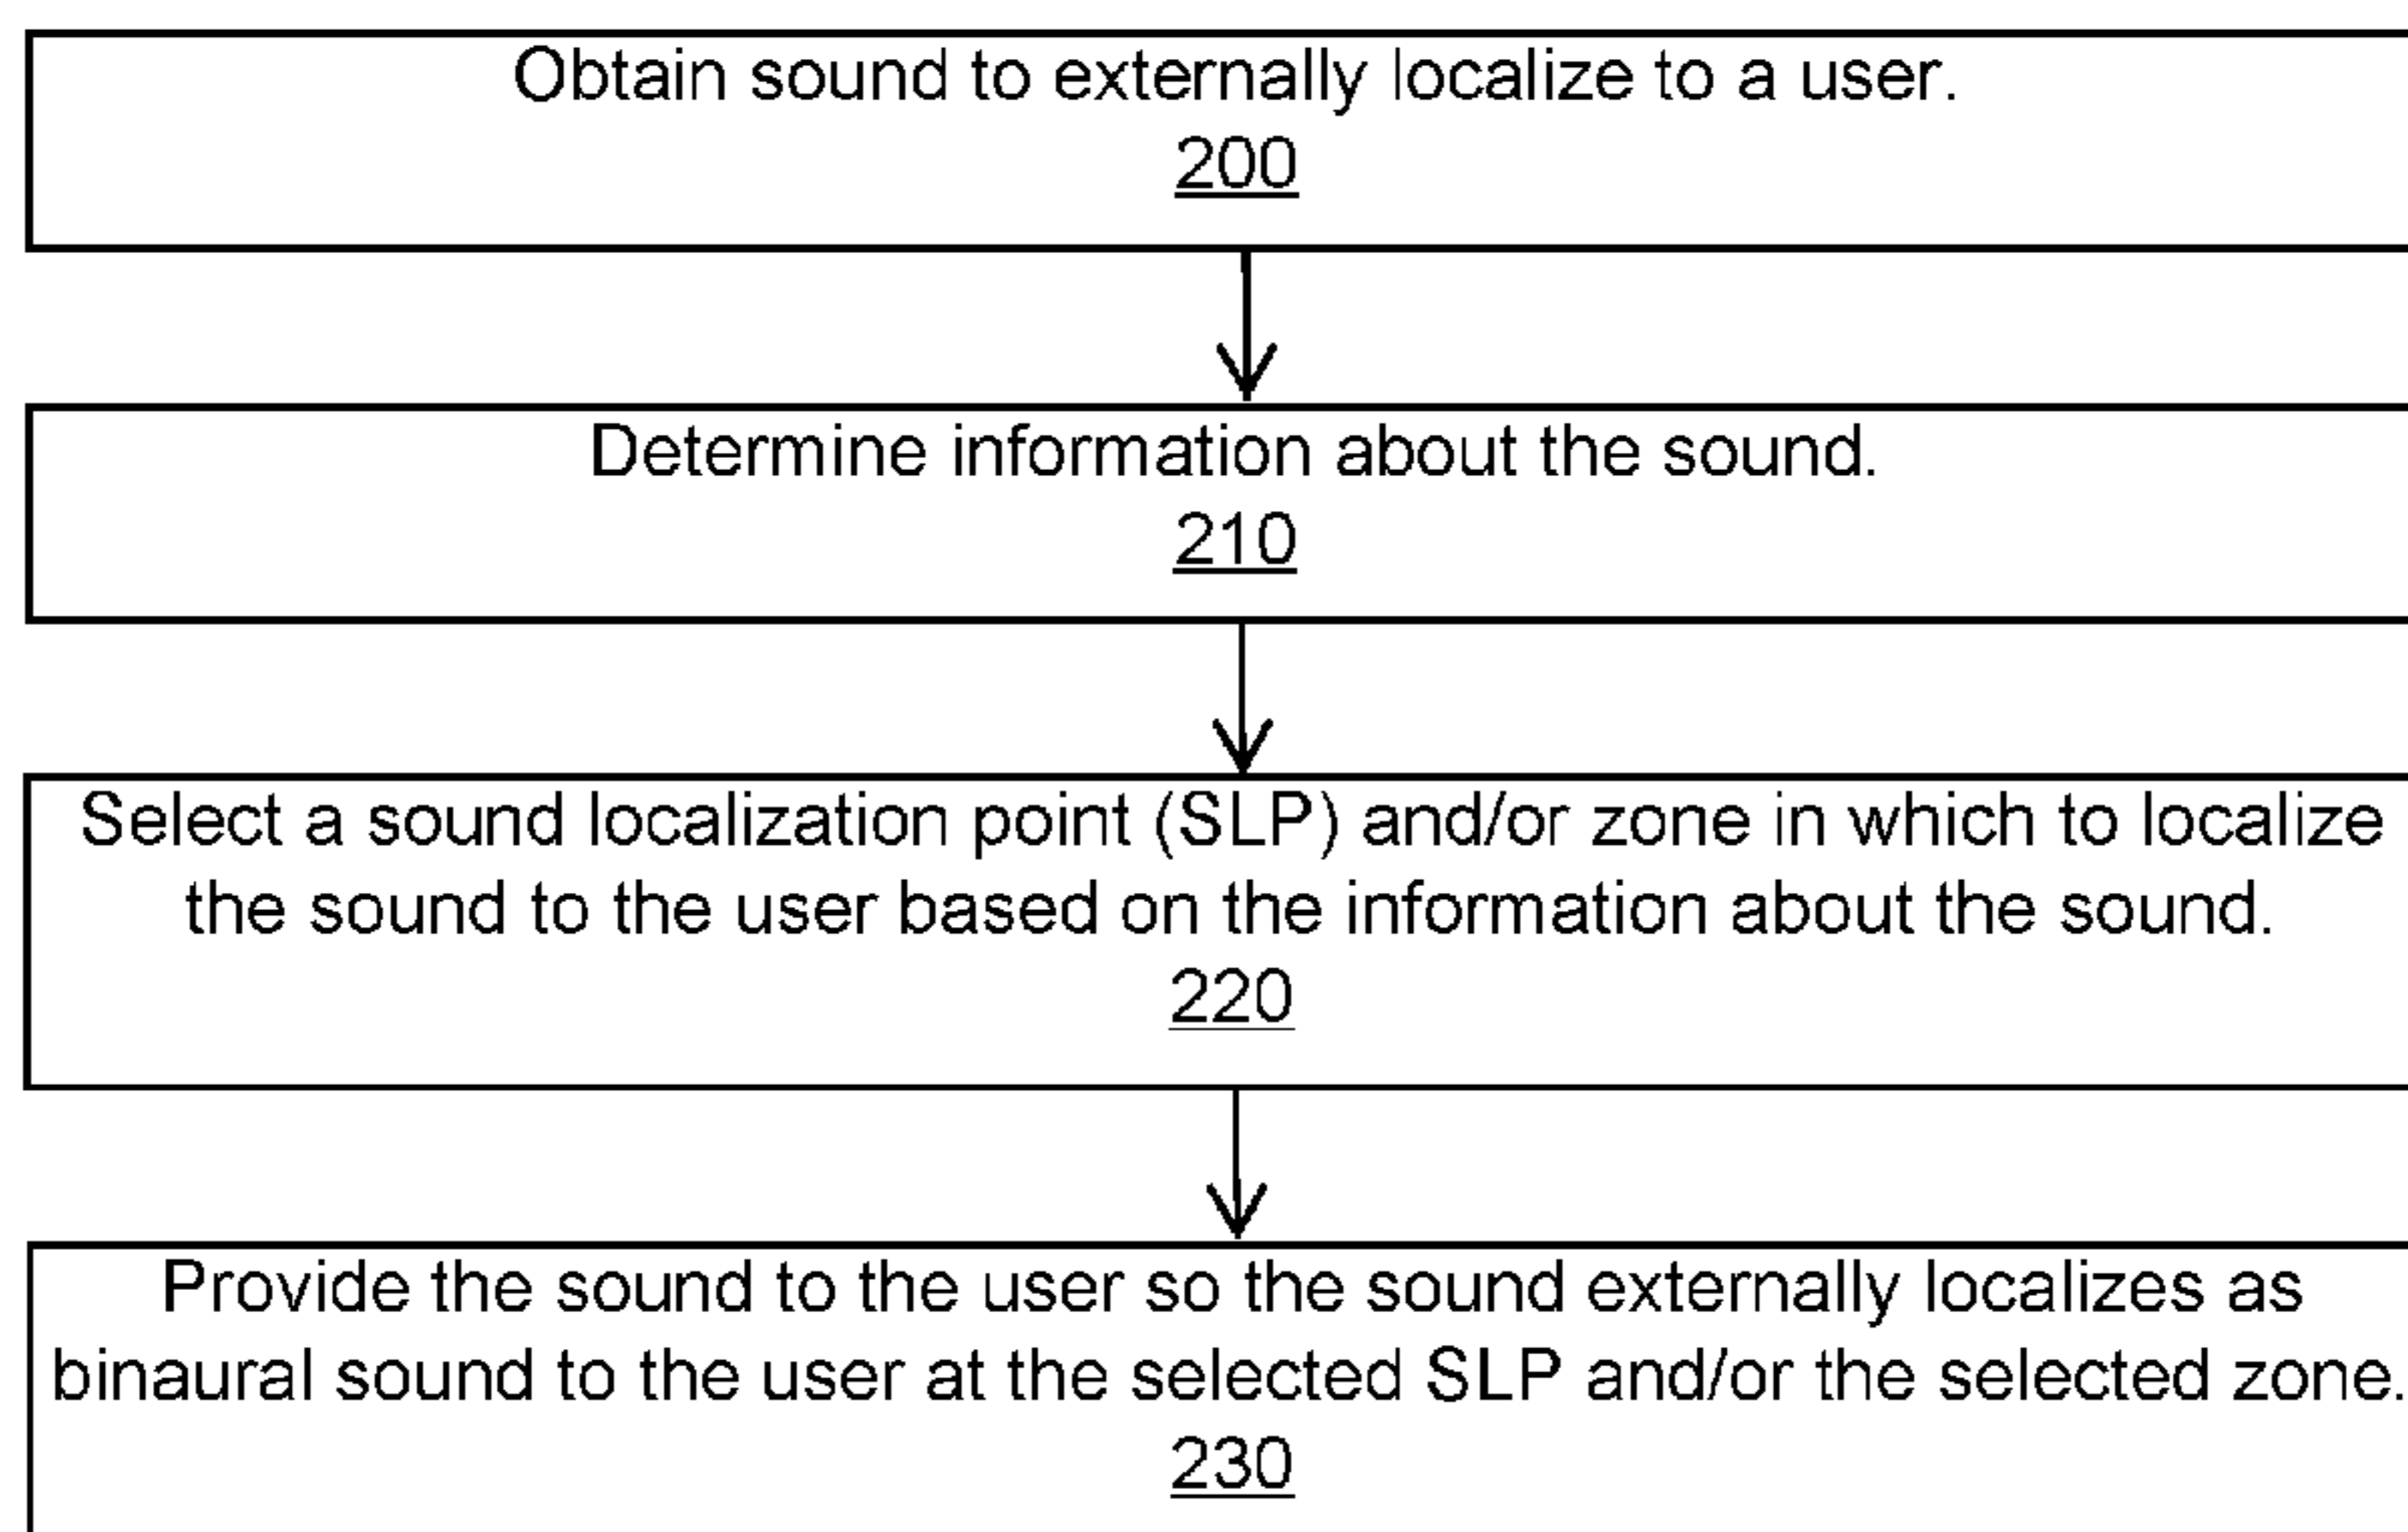 Obtain sound to externally localize to a user.
200
Determine information about the sound.
210
Select a sound localization point (SLP) and/or zone in which to localize
the sound to the user based on the information about the sound.
220
Provide the sound to the user so the sound externally localizes as
binaural sound to the user at the selected SLP and/or the selected zone.
230